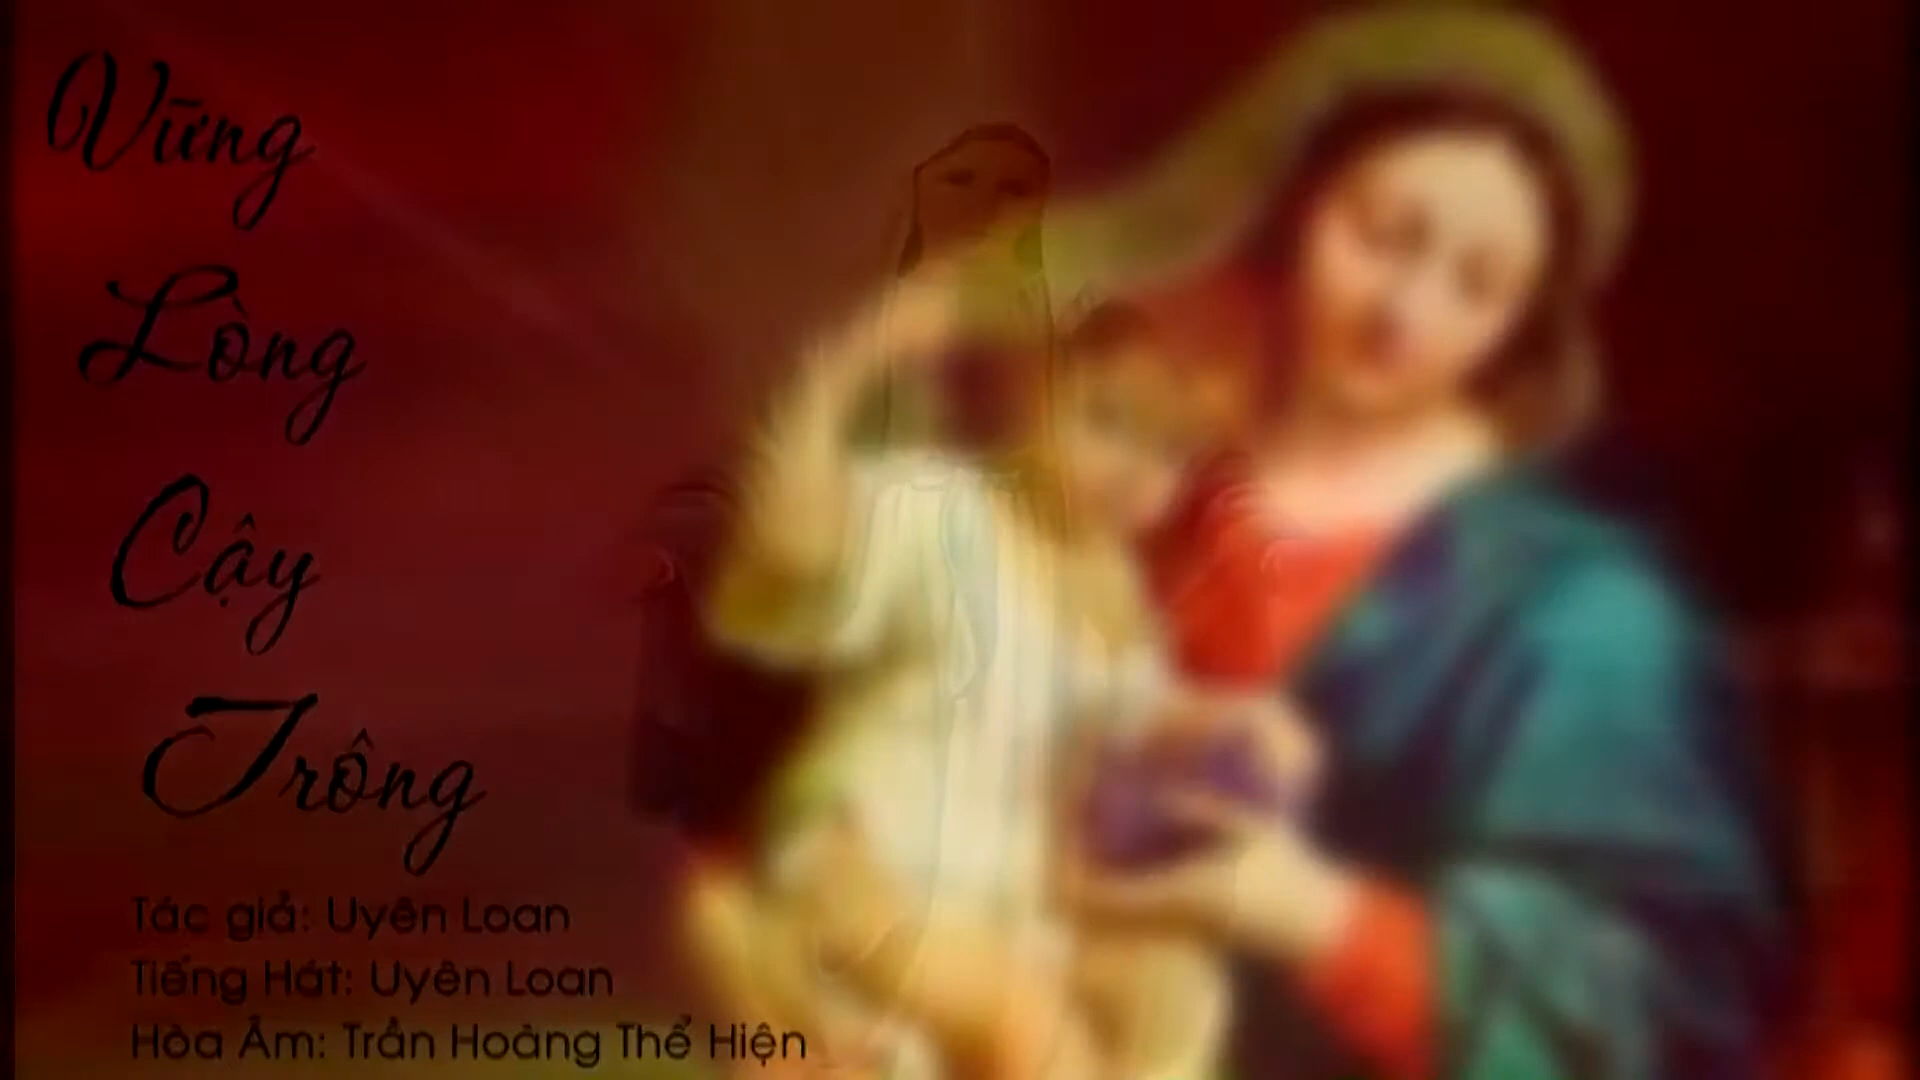 Vững
Lòng
Cậy
Trông
Tác giả: Uyên Loan
Tiếng Hát: Uyên Loan
Hòa Âm: Trần Hoàng Thể Hiện